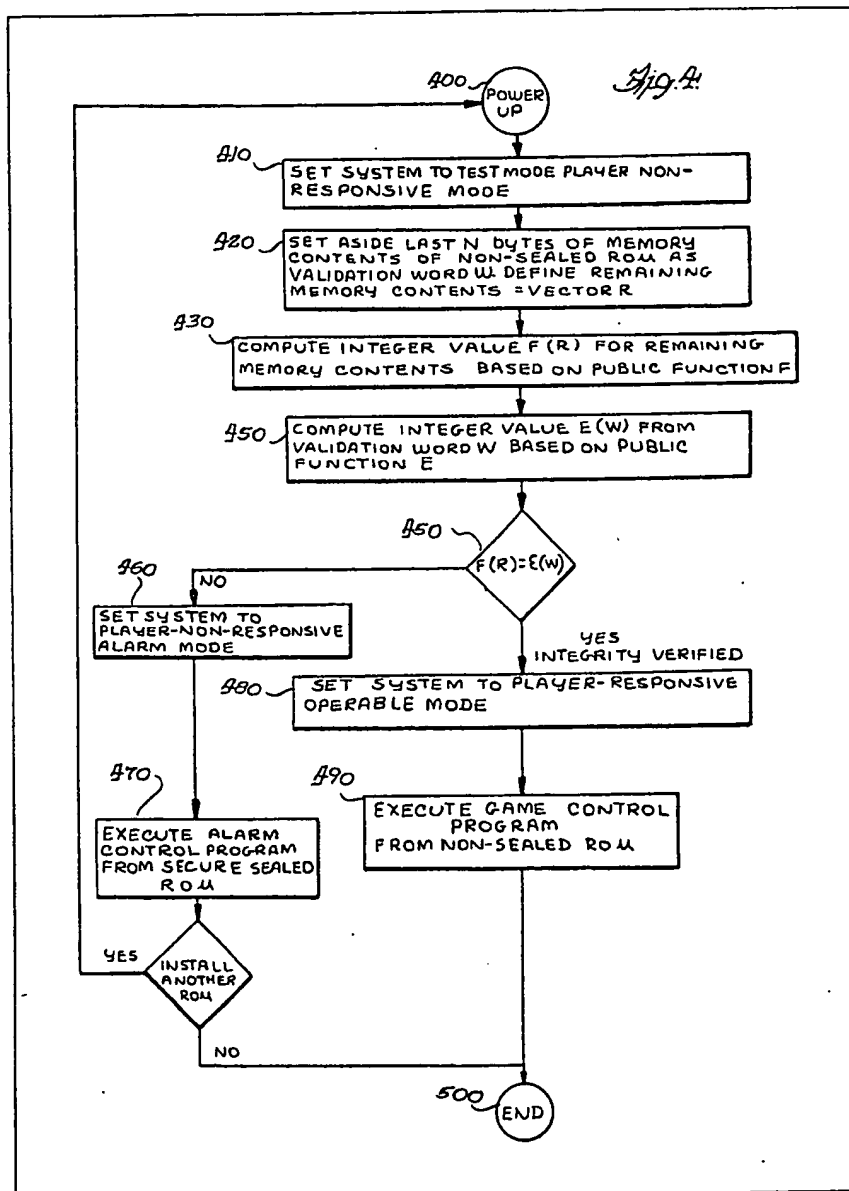 Fig. 4.
400
POWER
UP
410
SET SYSTEM TO TEST MODE PLAYER NON-
RESPONSIVE MODE
420
SET ASIDE LAST N BYTES OF MEMORY
CONTENTS OF NON-SEALED ROM AS
VALIDATION WORD W. DEFINE REMAINING
MEMORY CONTENTS = VECTOR R
430
COMPUTE INTEGER VALUE F(R) FOR REMAINING
MEMORY CONTENTS BASED ON PUBLIC FUNCTION F
450
COMPUTE INTEGER VALUE E(W) FROM
VALIDATION WORD W BASED ON PUBLIC
FUNCTION E
450
F(R)=E(W)
NO
460
SET SYSTEM TO
PLAYER-NON-RESPONSIVE
ALARM MODE
YES
INTEGRITY VERIFIED
480
SET SYSTEM TO PLAYER-RESPONSIVE
OPERABLE MODE
470
EXECUTE ALARM
CONTROL PROGRAM
FROM SECURE SEALED
ROM
490
EXECUTE GAME CONTROL
PROGRAM
FROM NON-SEALED ROM
YES
INSTALL
ANOTHER
ROM
NO
500
END